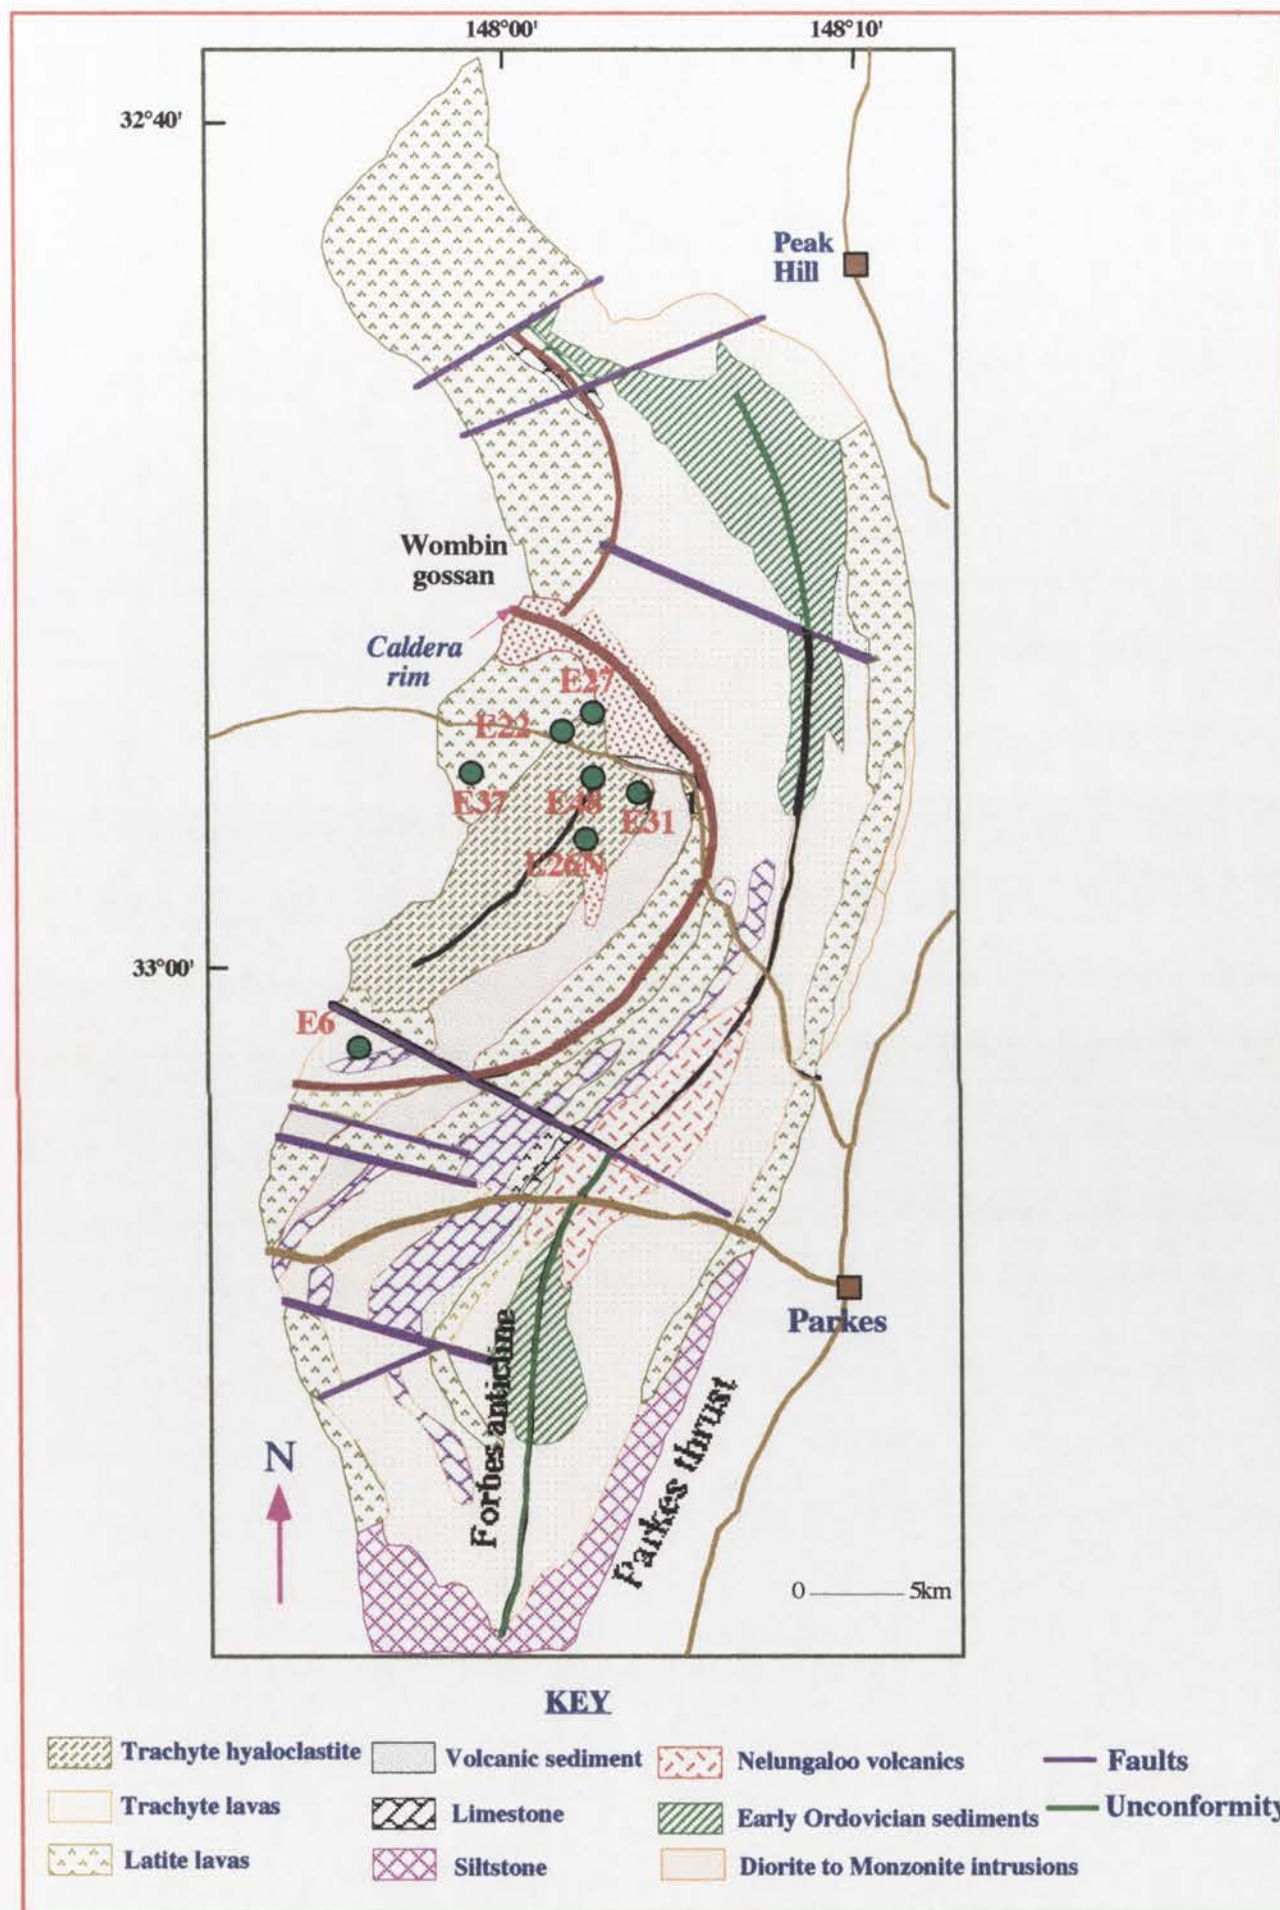 148°00'
148°10'
32°40'
Peak
Hill
Wombin
gossan
Caldera
rim
E27
E22
E37
E48
E31
E26N
33°00'
E6
Parkes
Forbes anticline
Parkes thrust
N
0
5km
KEY
Trachyte hyaloclastite
Volcanic sediment
Nelungaloo volcanics
Faults
Trachyte lavas
Limestone
Early Ordovician sediments
Unconformity
Latite lavas
Siltstone
Diorite to Monzonite intrusions